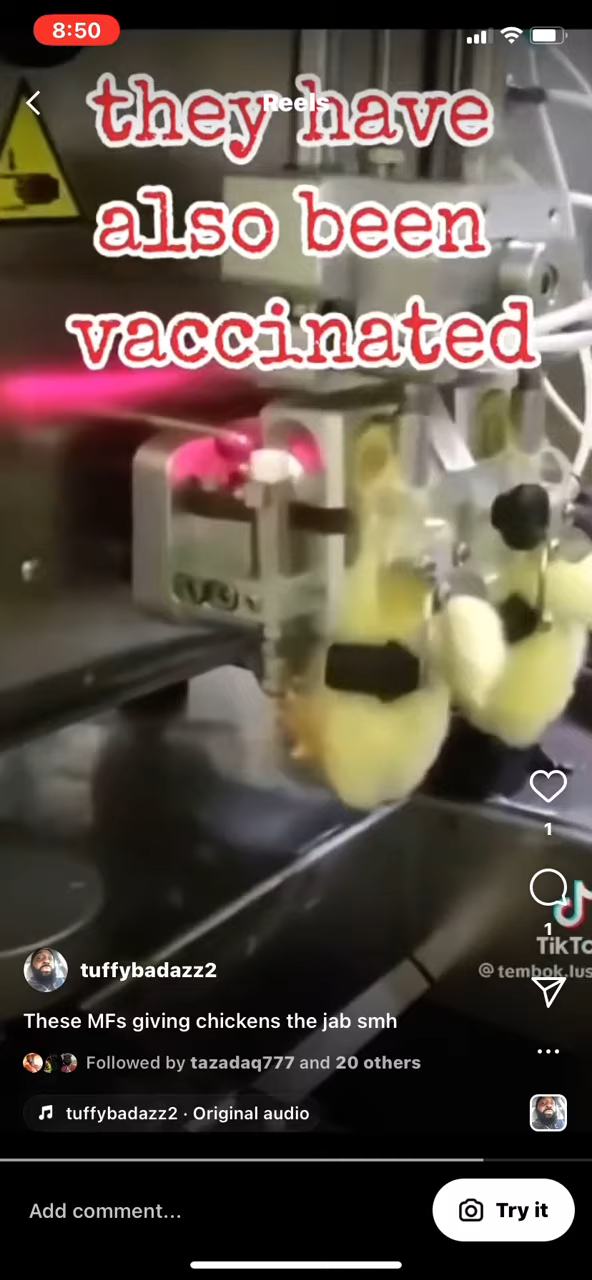 8:50
Reels
they have
also been
vaccinated
1
1
TikTo
@tembok.lus
tuffybadazz2
These MFs giving chickens the jab smh
Followed by tazadaq777 and 20 others
tuffybadazz2 · Original audio
Add comment...
Try it